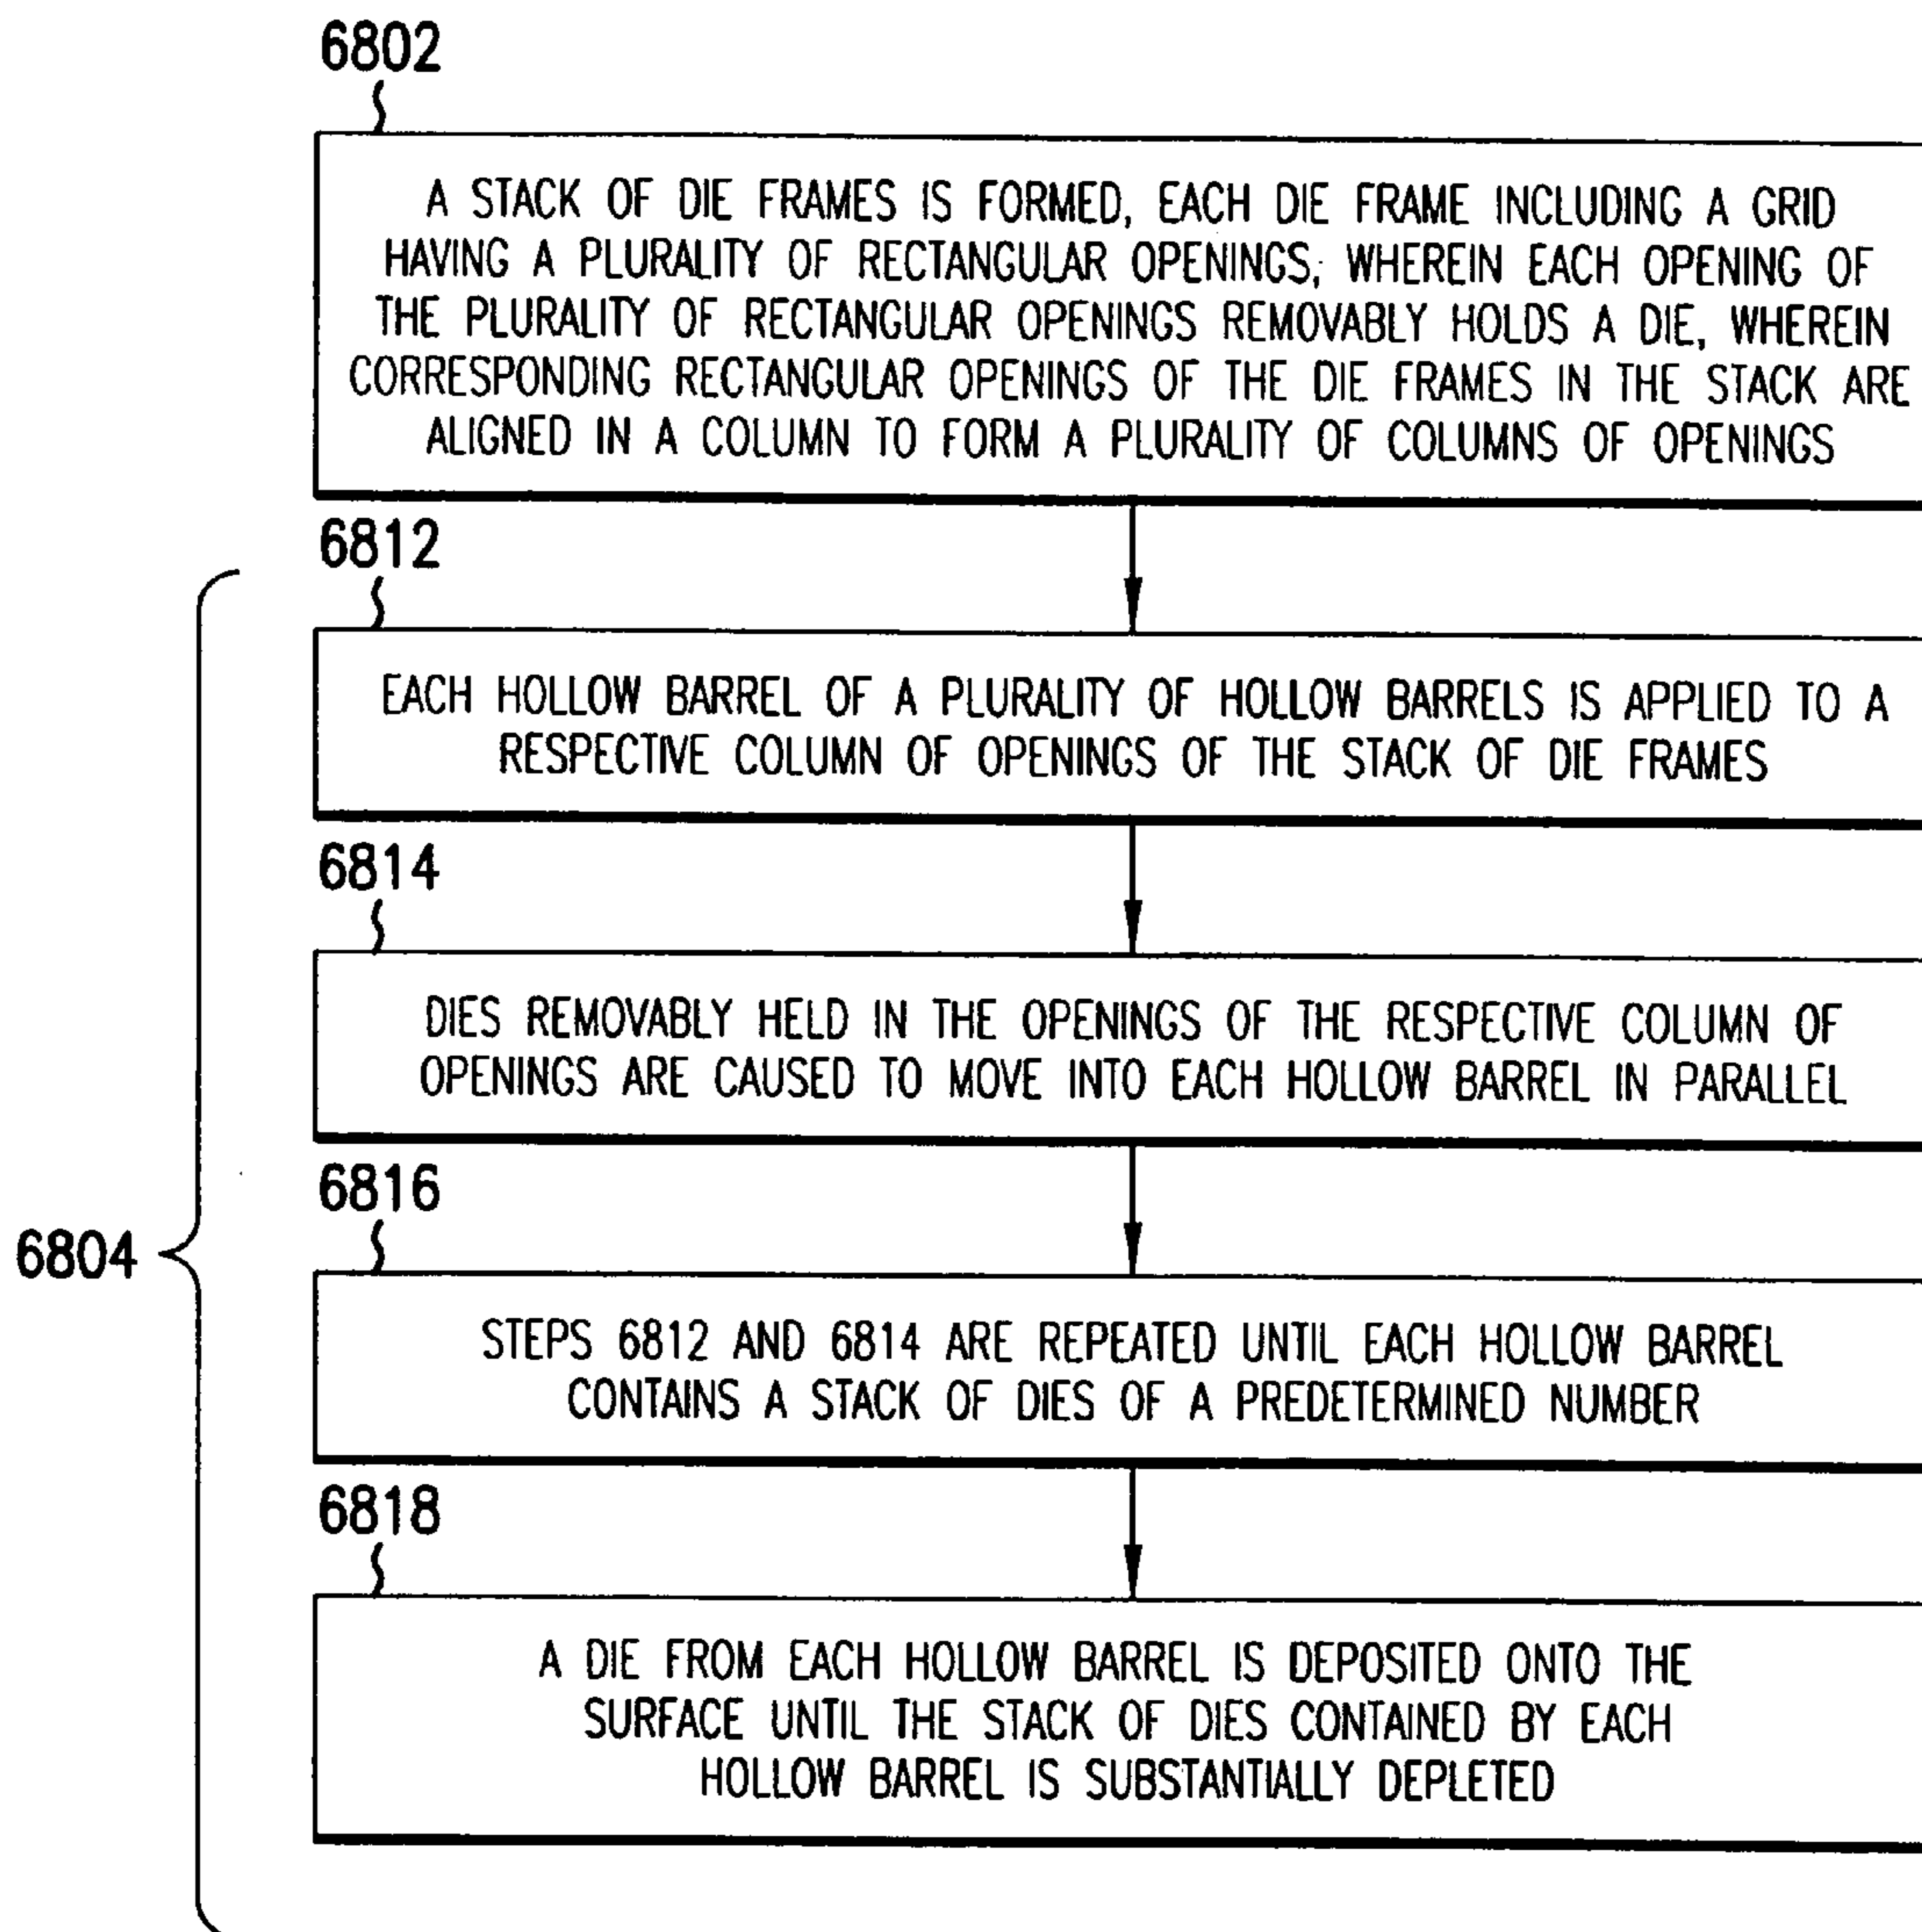 6802
A STACK OF DIE FRAMES IS FORMED, EACH DIE FRAME INCLUDING A GRID
HAVING A PLURALITY OF RECTANGULAR OPENINGS, WHEREIN EACH OPENING OF
THE PLURALITY OF RECTANGULAR OPENINGS REMOVABLY HOLDS A DIE, WHEREIN
CORRESPONDING RECTANGULAR OPENINGS OF THE DIE FRAMES IN THE STACK ARE
ALIGNED IN A COLUMN TO FORM A PLURALITY OF COLUMNS OF OPENINGS
6812
EACH HOLLOW BARREL OF A PLURALITY OF HOLLOW BARRELS IS APPLIED TO A
RESPECTIVE COLUMN OF OPENINGS OF THE STACK OF DIE FRAMES
6814
DIES REMOVABLY HELD IN THE OPENINGS OF THE RESPECTIVE COLUMN OF
OPENINGS ARE CAUSED TO MOVE INTO EACH HOLLOW BARREL IN PARALLEL
6816
6804
STEPS 6812 AND 6814 ARE REPEATED UNTIL EACH HOLLOW BARREL
CONTAINS A STACK OF DIES OF A PREDETERMINED NUMBER
6818
A DIE FROM EACH HOLLOW BARREL IS DEPOSITED ONTO THE
SURFACE UNTIL THE STACK OF DIES CONTAINED BY EACH
HOLLOW BARREL IS SUBSTANTIALLY DEPLETED